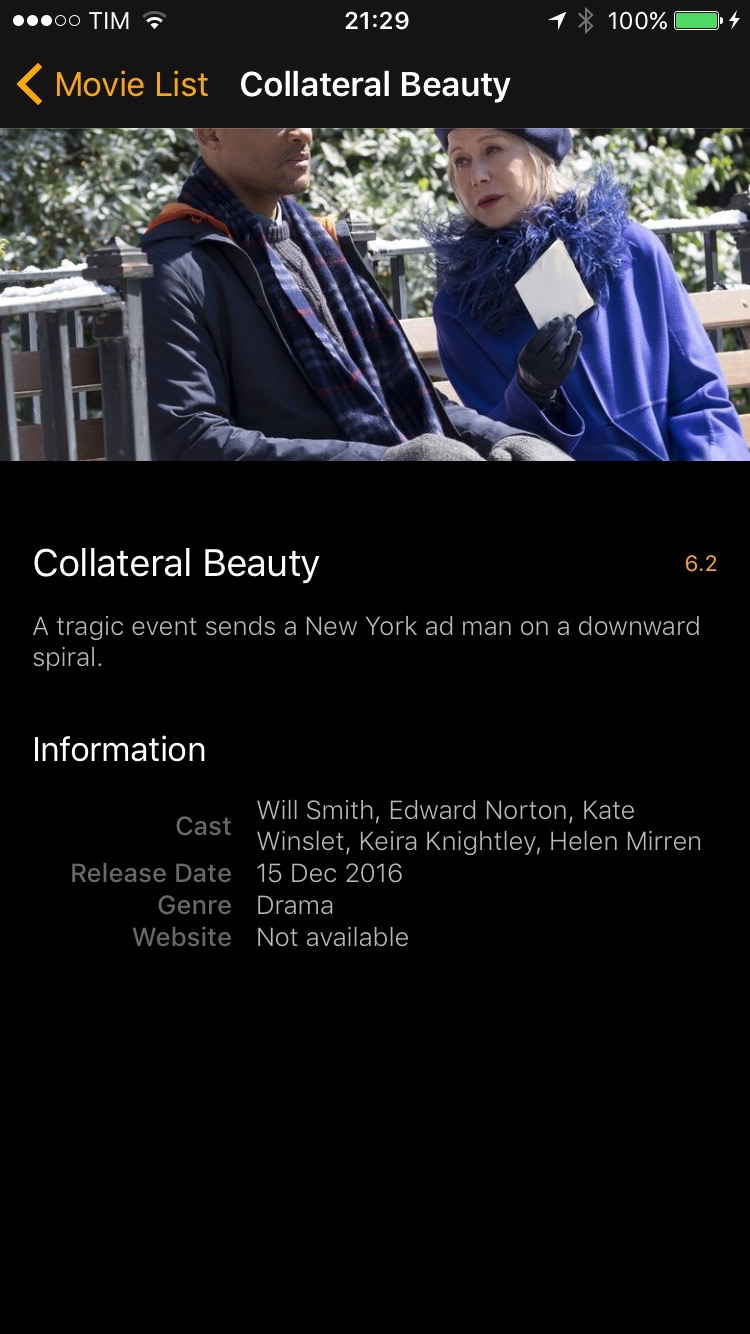 TIM 21:29 100%
Movie List Collateral Beauty
Collateral Beauty 6.2
A tragic event sends a New York ad man on a downward
spiral.
Information
Cast Will Smith, Edward Norton, Kate
Winslet, Keira Knightley, Helen Mirren
Release Date 15 Dec 2016
Genre Drama
Website Not available